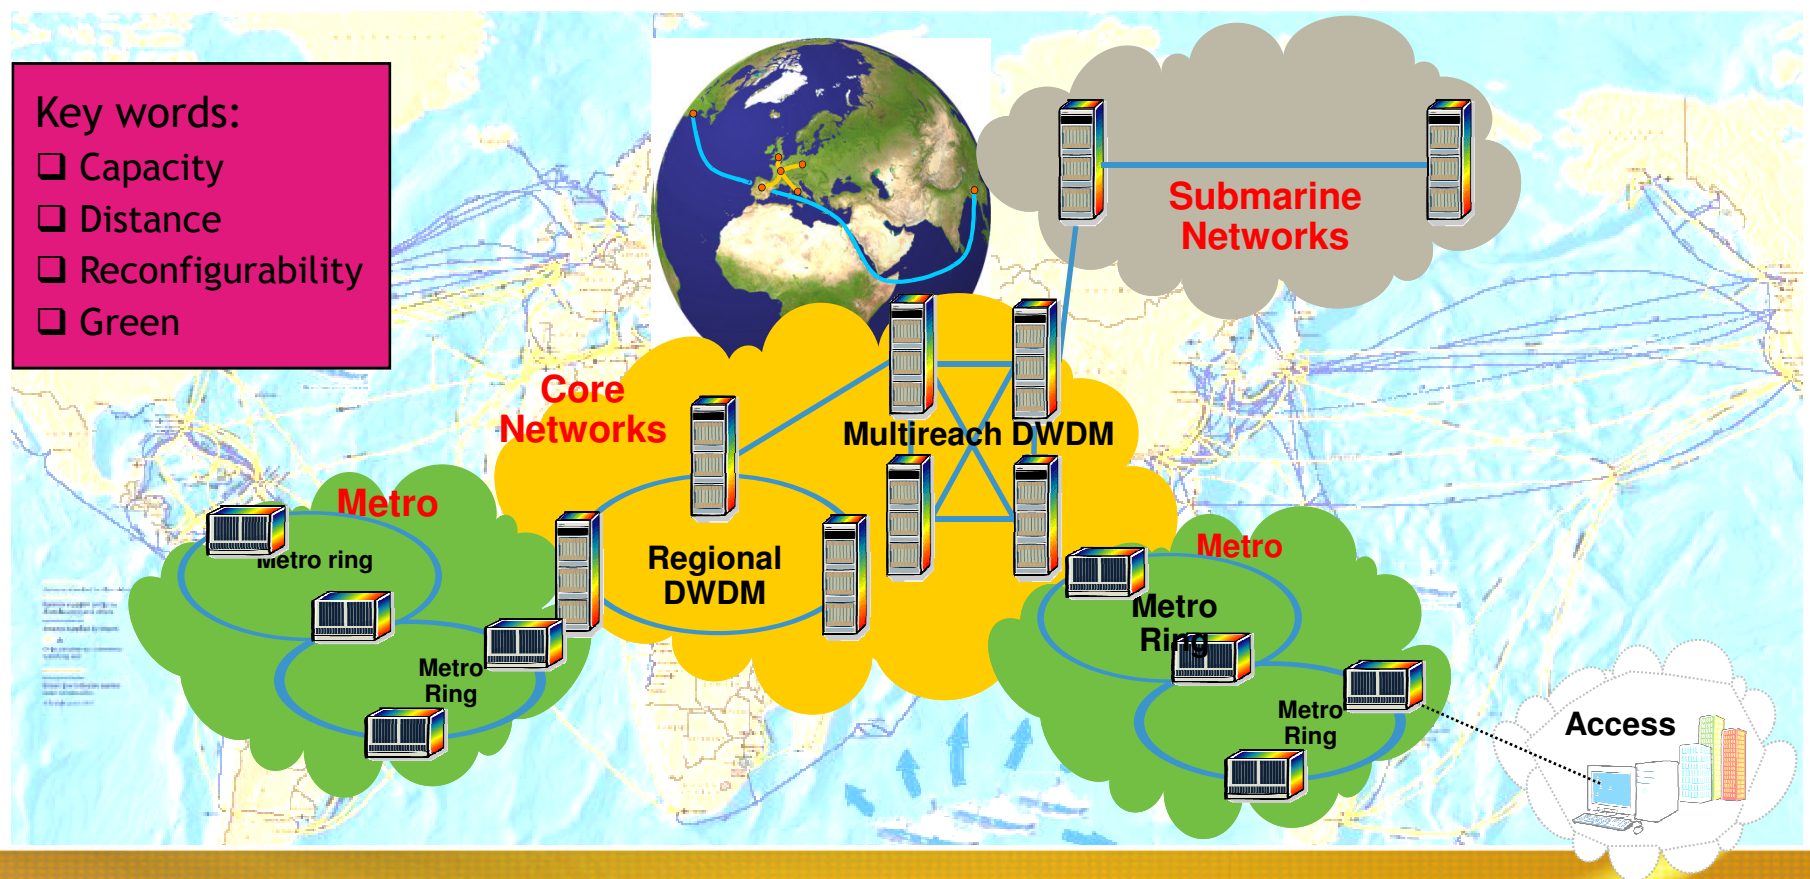 Key words:
Capacity
Distance
Reconfigurability
Green
Submarine
Networks
Core
Networks
Multireach DWDM
Regional
DWDM
Metro
Metro ring
Metro
Ring
Metro
Metro
Ring
Metro
Ring
Access